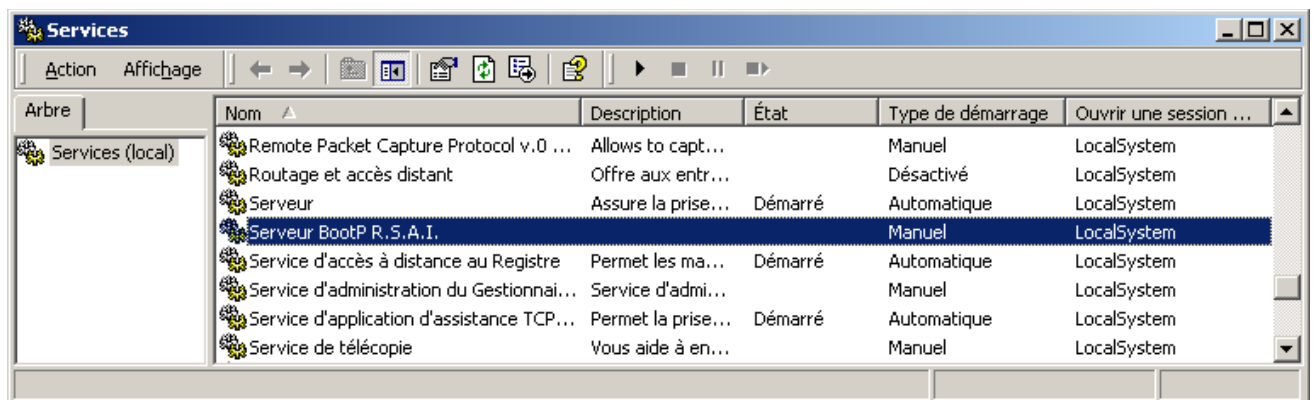 Services
Action Affichage
Arbre
Services (local)
Nom Description État Type de démarrage Ouvrir une session ...
Remote Packet Capture Protocol v.0 ... Allows to capt... Manuel LocalSystem
Routage et accès distant Offre aux entr... Désactivé LocalSystem
Serveur Assure la prise... Démarré Automatique LocalSystem
Serveur BootP R.S.A.I. Manuel LocalSystem
Service d'accès à distance au Registre Permet les ma... Démarré Automatique LocalSystem
Service d'administration du Gestionnai... Service d'admi... Manuel LocalSystem
Service d'application d'assistance TCP... Permet la prise... Démarré Automatique LocalSystem
Service de télécopie Vous aide à en... Manuel LocalSystem